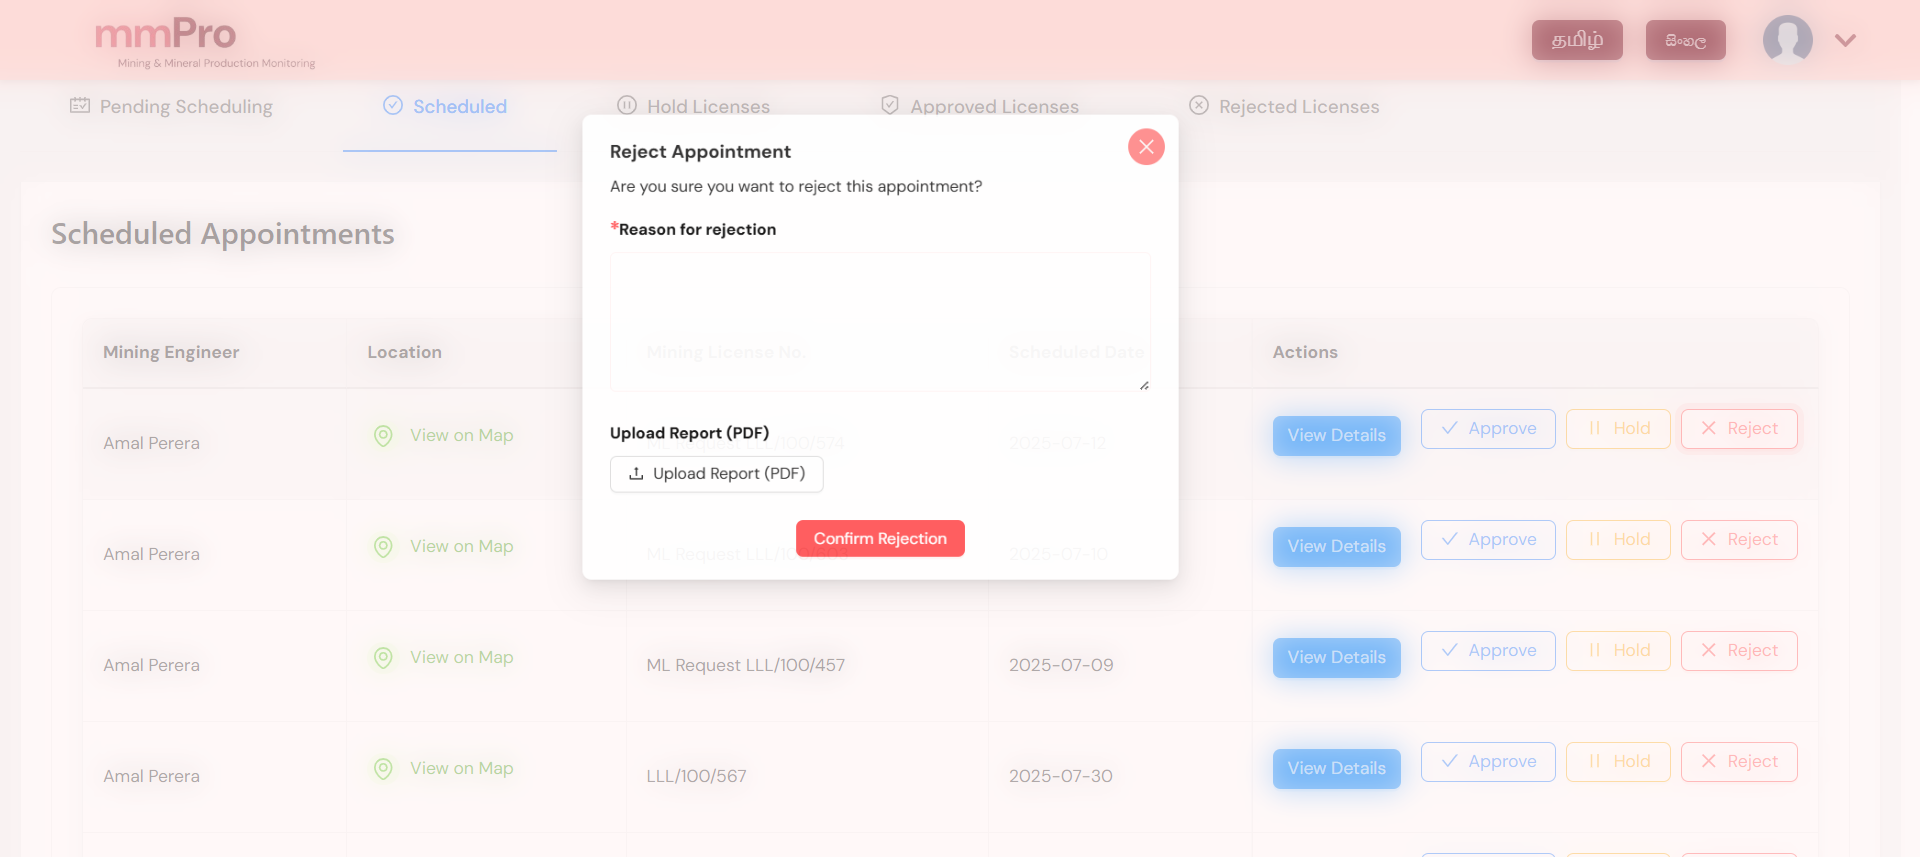 mmPro
Mining & Mineral Production Monitoring
தமிழ்
සිංහල
Pending Scheduling
Scheduled
Hold Licenses
Approved Licenses
Rejected Licenses
Reject Appointment
Are you sure you want to reject this appointment?
*Reason for rejection
Upload Report (PDF)
Upload Report (PDF)
Confirm Rejection
Scheduled Appointments
Mining Engineer Location Mining License No. Scheduled Date Actions
Amal Perera View on Map ML Request LLL/100/574 2025-07-12 View Details Approve Hold Reject
Amal Perera View on Map ML Request LLL/100/503 2025-07-10 View Details Approve Hold Reject
Amal Perera View on Map ML Request LLL/100/457 2025-07-09 View Details Approve Hold Reject
Amal Perera View on Map LLL/100/567 2025-07-30 View Details Approve Hold Reject